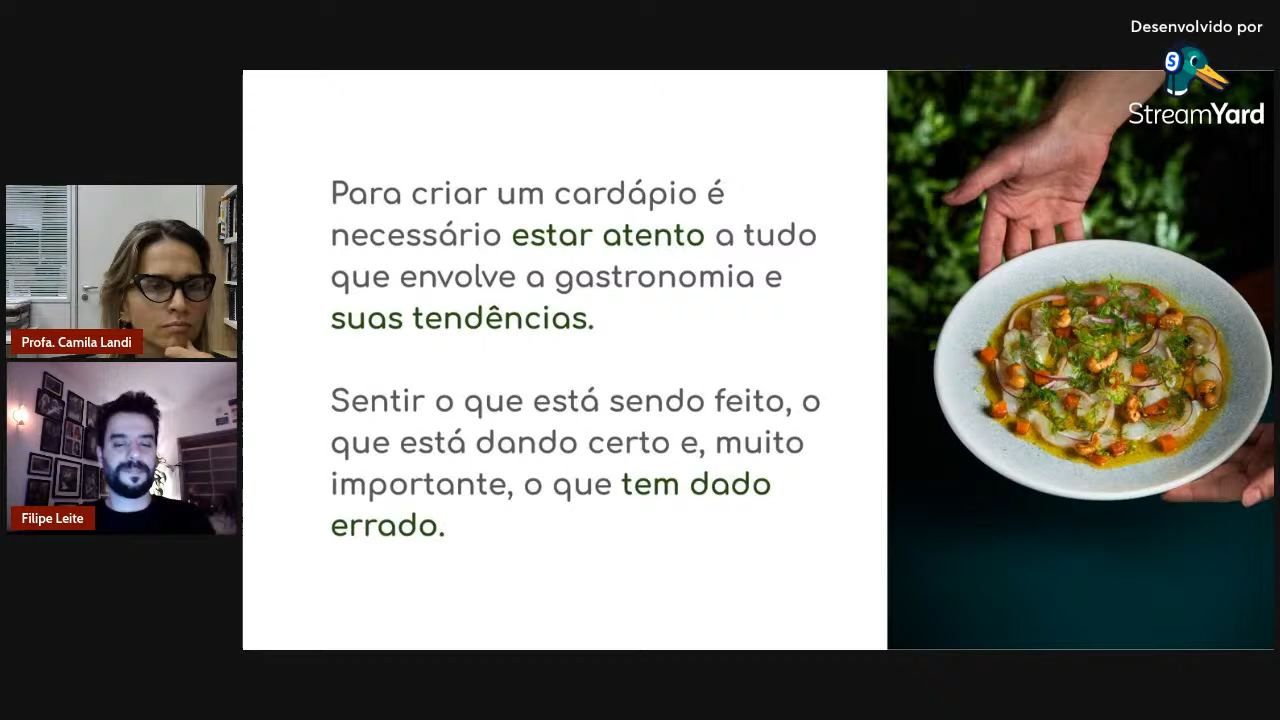 Desenvolvido por
S
StreamYard
Para criar um cardápio é
necessário estar atento a tudo
que envolve a gastronomia e
suas tendências.
Sentir o que está sendo feito, o
que está dando certo e, muito
importante, o que tem dado
errado.
Profa. Camila Landi
Filipe Leite